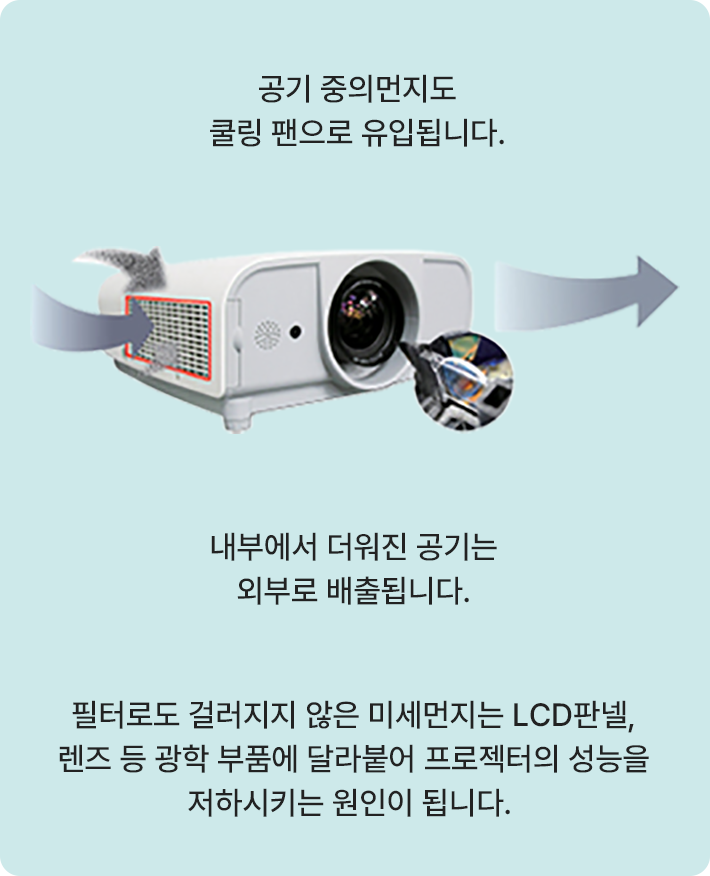 공기 중의먼지도
쿨링 팬으로 유입됩니다.
내부에서 더워진 공기는
외부로 배출됩니다.
필터로도 걸러지지 않은 미세먼지는 LCD판넬,
렌즈 등 광학 부품에 달라붙어 프로젝터의 성능을
저하시키는 원인이 됩니다.